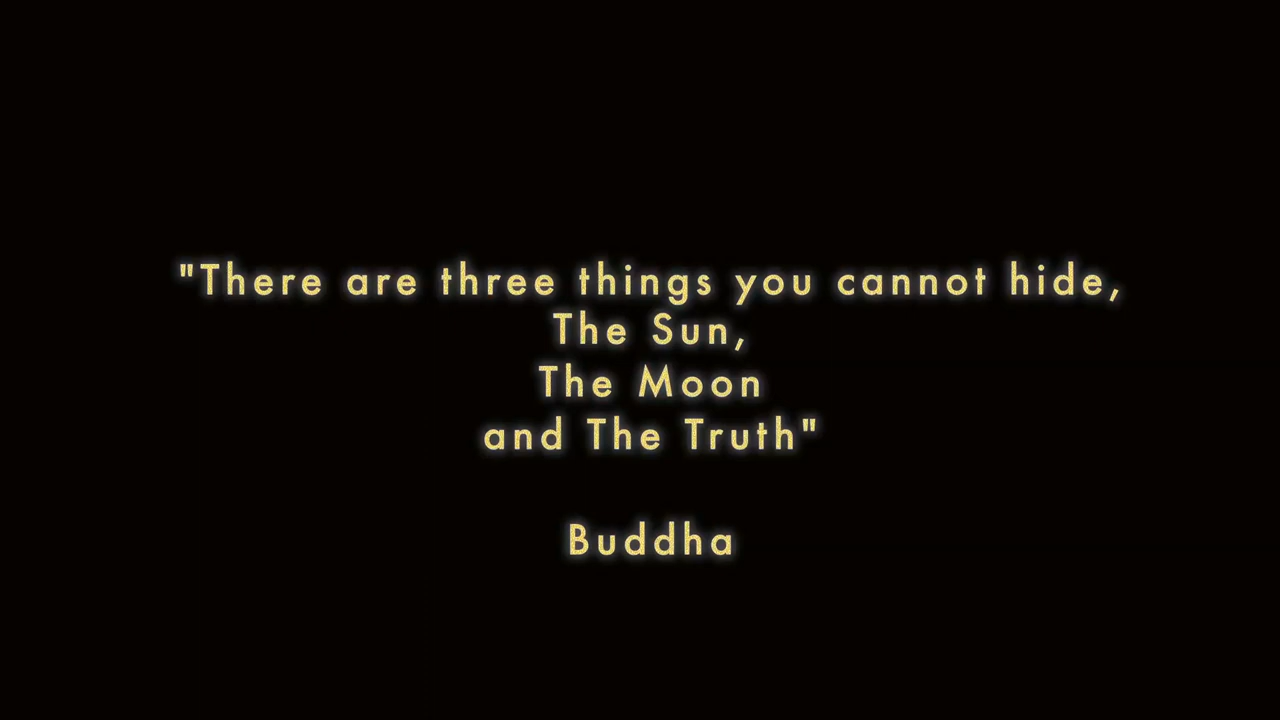 "There are three things you cannot hide,
The Sun,
The Moon
and The Truth"
Buddha